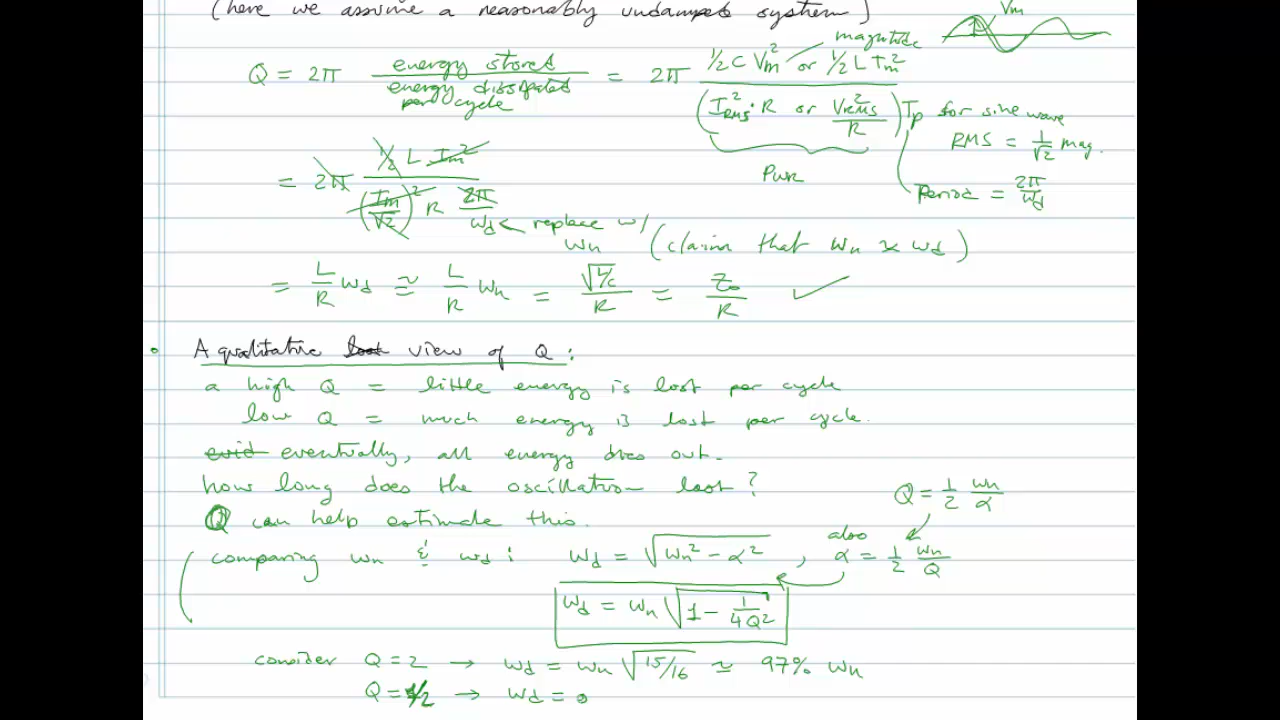 (here we assume a reasonably undamped system)
Vm
Q = 2π energy stored / energy dissipated per cycle = 2π (½ C Vm² or ½ L Im²) / ((I_RMS² · R or V_RMS²/R) Tp)
magnitude
for sine wave
RMS = 1/√2 mag.
PWR
Period = 2π/ωd
= 2π ½ L Im² / ((Im/√2)² R 2π/ωd)
← replace w/ ωn (claim that ωn ≈ ωd)
= L/R ωd ≅ L/R ωn = √(L/C)/R = Zo/R ✓
• A qualitative look view of Q:
a high Q = little energy is lost per cycle
low Q = much energy is lost per cycle.
evid eventually, all energy dies out.
how long does the oscillation last?
Q = ½ ωn/α
Q can help estimate this.
also
comparing ωn & ωd: ωd = √(ωn² − α²), α = ½ ωn/Q
ωd = ωn √(1 − 1/4Q²)
consider Q = 2 → ωd = ωn √(15/16) ≃ 97% ωn
Q = 1/2 → ωd = 0